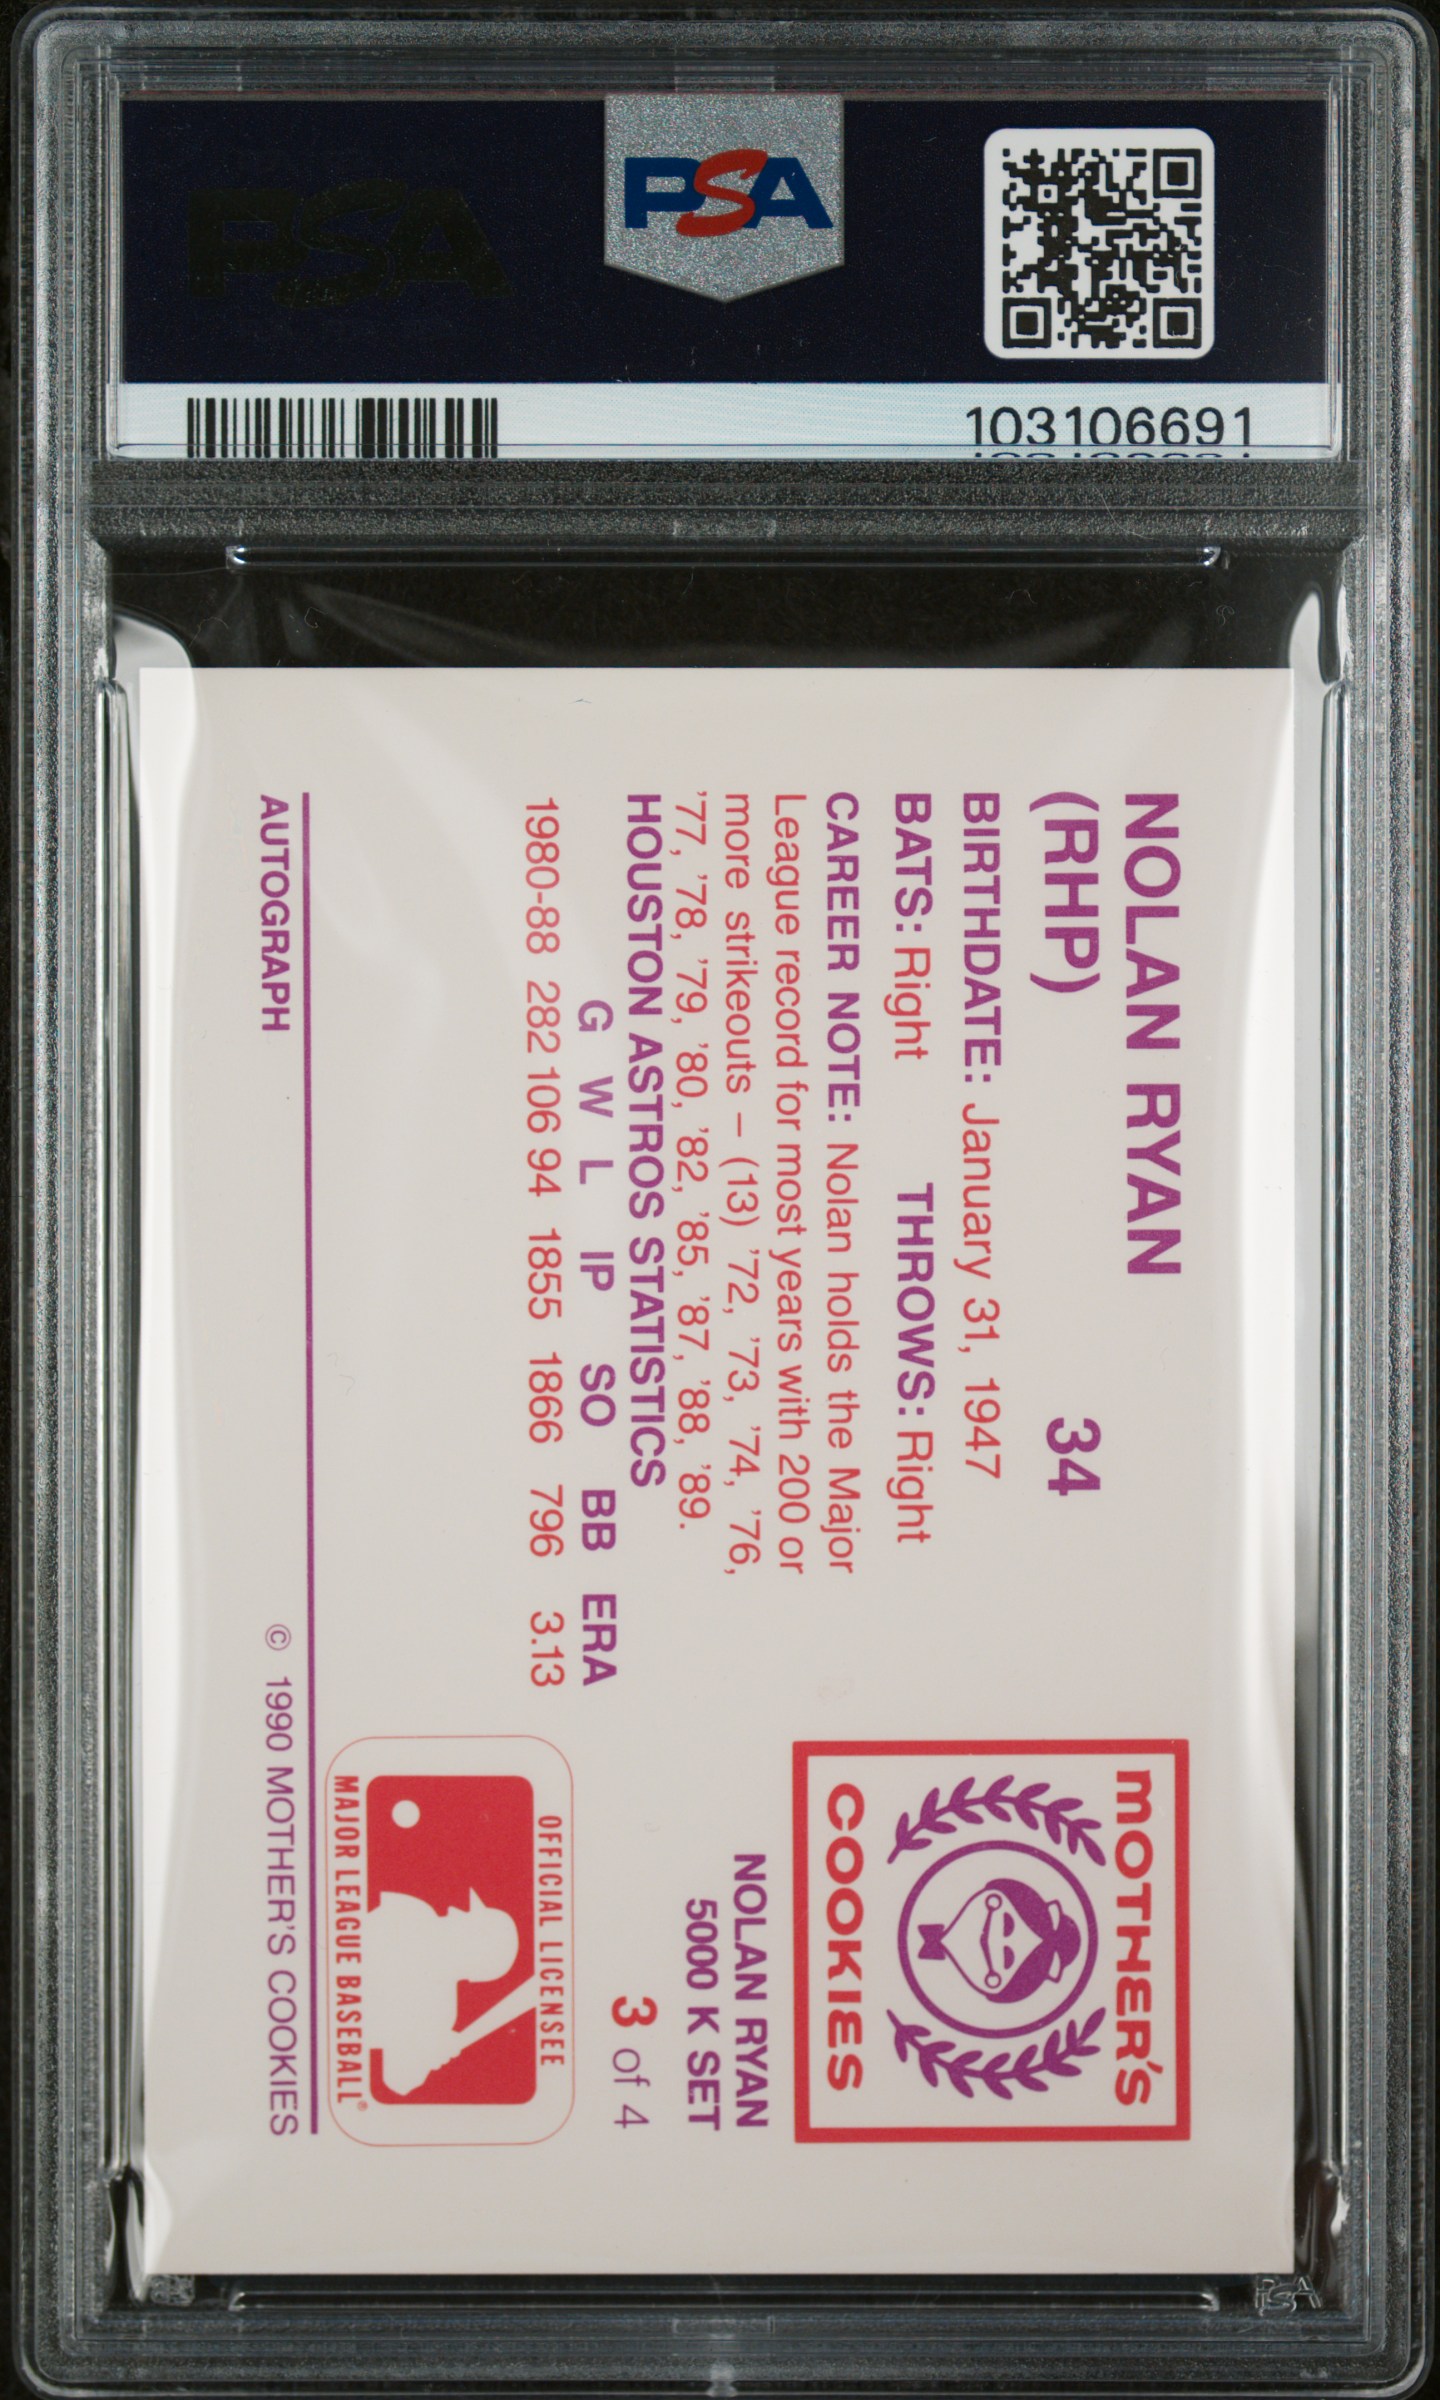 PSA
PSA
103106691
NOLAN RYAN
(RHP) 34
BIRTHDATE: January 31, 1947
BATS: Right THROWS: Right
CAREER NOTE: Nolan holds the Major
League record for most years with 200 or
more strikeouts – (13) '72, '73, '74, '76,
'77, '78, '79, '80, '82, '85, '87, '88, '89.
HOUSTON ASTROS STATISTICS
G W L IP SO BB ERA
1980-88 282 106 94 1855 1866 796 3.13
AUTOGRAPH
© 1990 MOTHER'S COOKIES
MOTHER'S
COOKIES
NOLAN RYAN
5000 K SET
3 of 4
OFFICIAL LICENSEE
MAJOR LEAGUE BASEBALL®
PSA